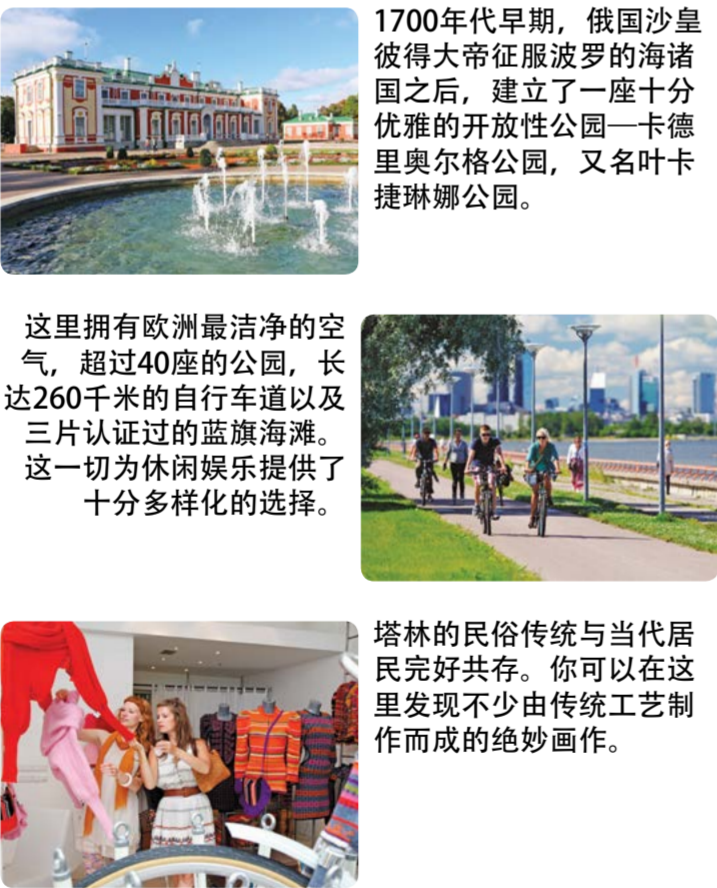 1700年代早期，俄国沙皇
彼得大帝征服波罗的海诸
国之后，建立了一座十分
优雅的开放性公园—卡德
里奥尔格公园，又名叶卡
捷琳娜公园。
这里拥有欧洲最洁净的空
气，超过40座的公园，长
达260千米的自行车道以及
三片认证过的蓝旗海滩。
这一切为休闲娱乐提供了
十分多样化的选择。
塔林的民俗传统与当代居
民完好共存。你可以在这
里发现不少由传统工艺制
作而成的绝妙画作。